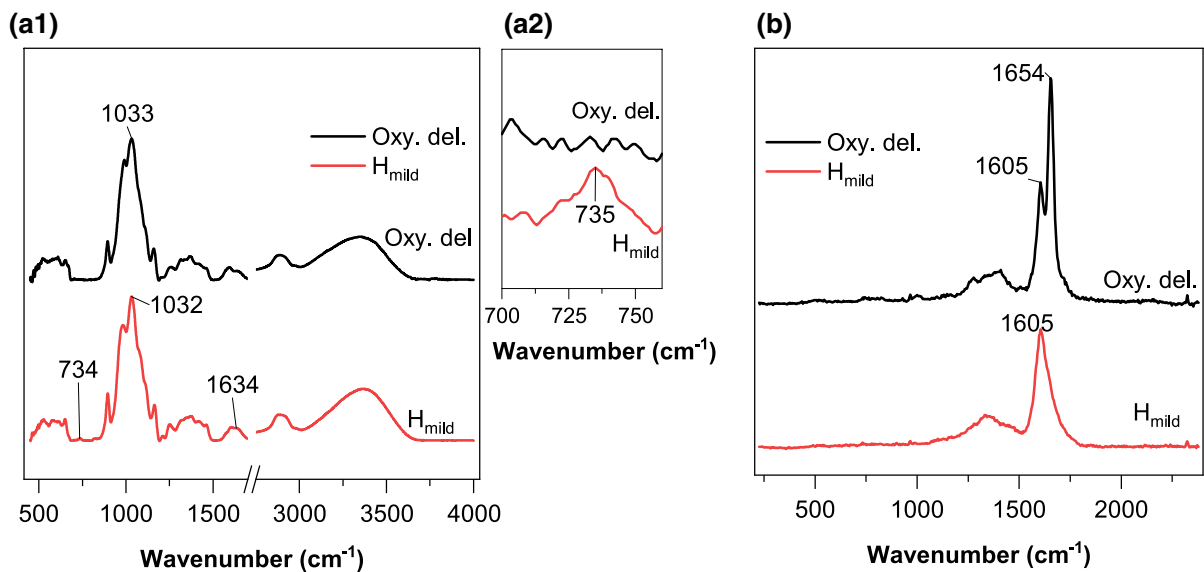 (a1)
1033
Oxy. del.
Hmild
Oxy. del
1032
734
1634
Hmild
500 1000 1500 3000 3500 4000
Wavenumber (cm-1)
(a2)
Oxy. del.
735
Hmild
700 725 750
Wavenumber (cm-1)
(b)
1654
Oxy. del.
Hmild
1605
Oxy. del.
1605
Hmild
500 1000 1500 2000
Wavenumber (cm-1)